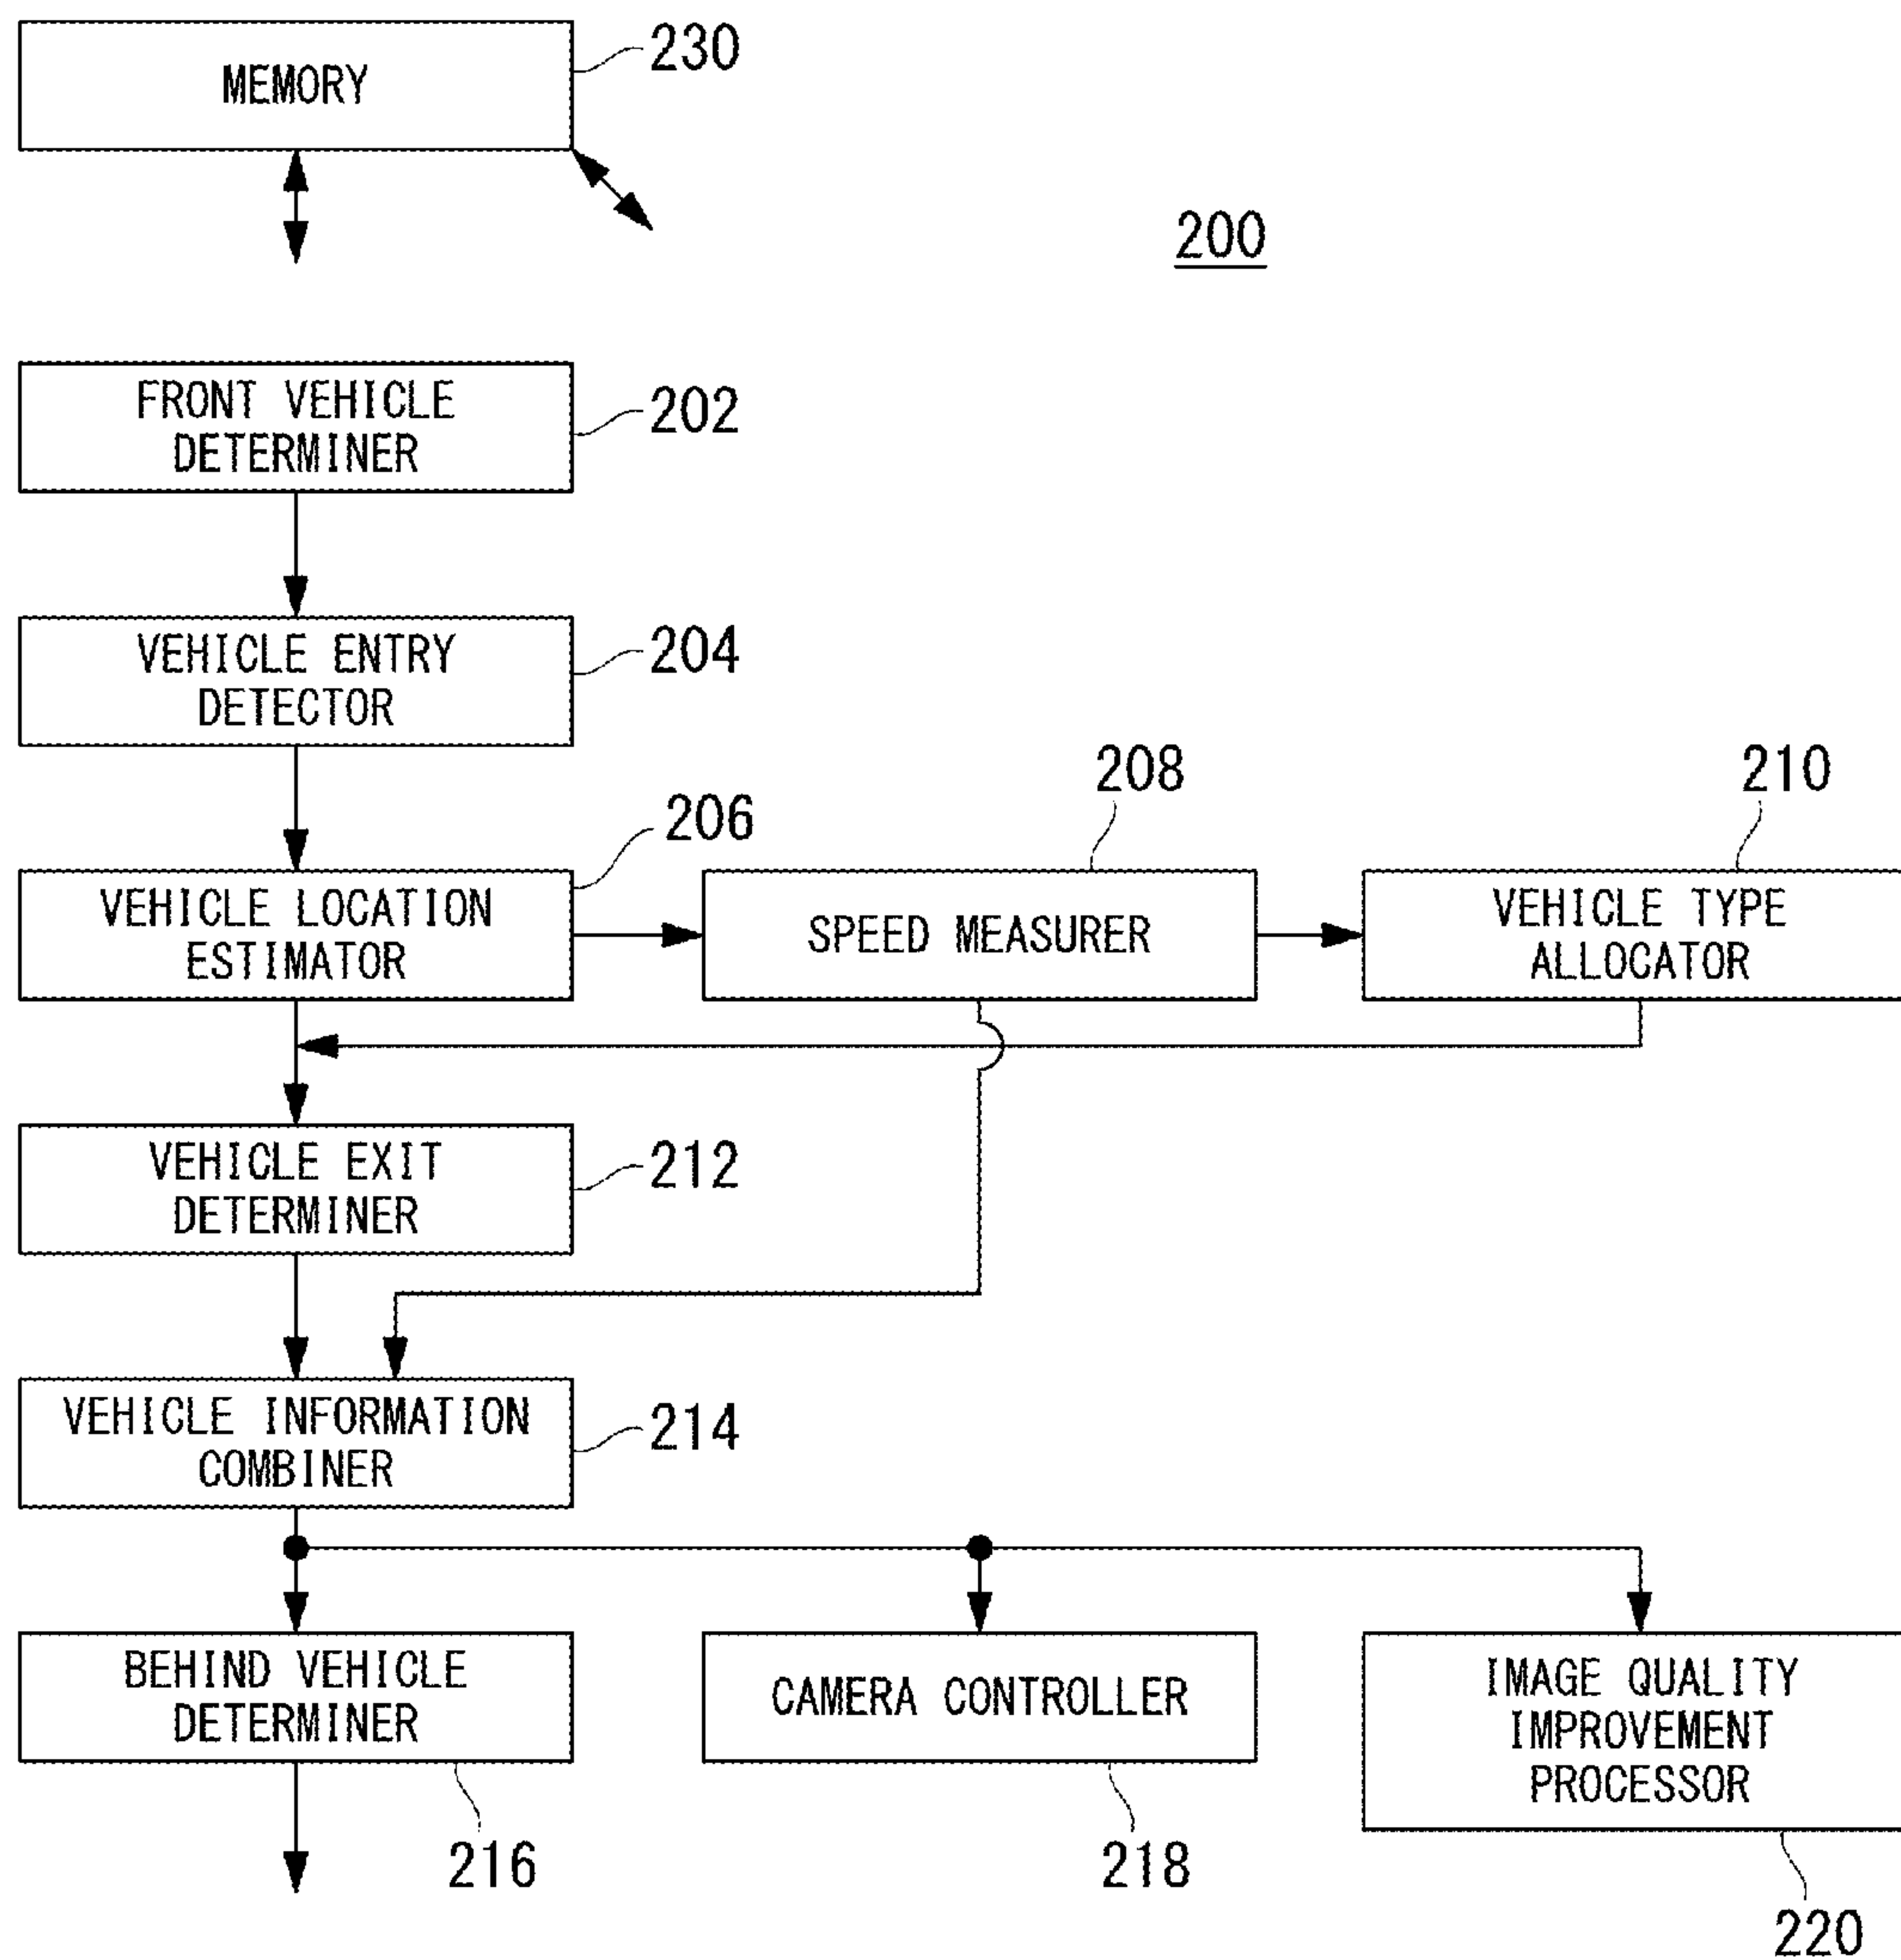 MEMORY
230
200
FRONT VEHICLE
DETERMINER
202
VEHICLE ENTRY
DETECTOR
204
206
208
210
VEHICLE LOCATION
ESTIMATOR
SPEED MEASURER
VEHICLE TYPE
ALLOCATOR
VEHICLE EXIT
DETERMINER
212
VEHICLE INFORMATION
COMBINER
214
BEHIND VEHICLE
DETERMINER
CAMERA CONTROLLER
IMAGE QUALITY
IMPROVEMENT
PROCESSOR
216
218
220